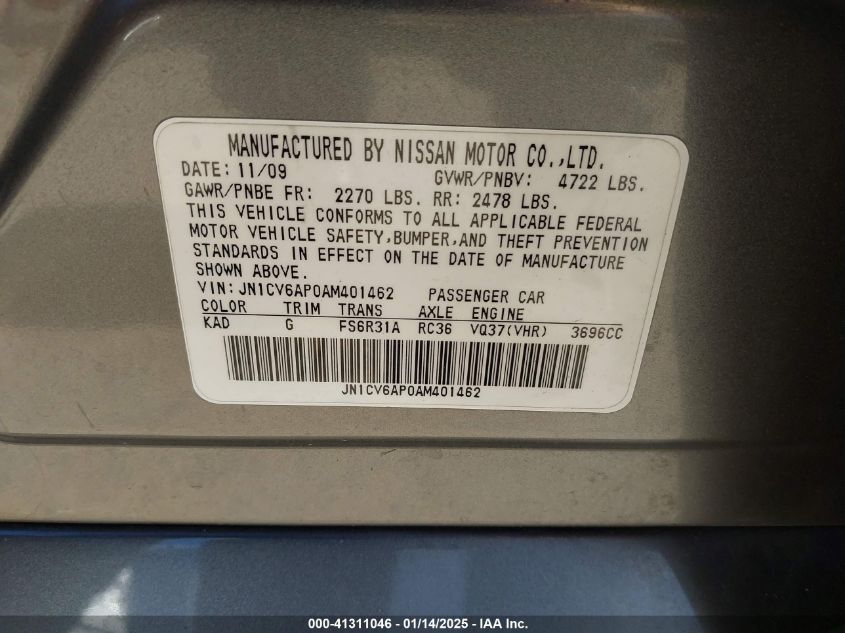 MANUFACTURED BY NISSAN MOTOR CO.,LTD.
DATE: 11/09 GVWR/PNBV: 4722 LBS.
GAWR/PNBE FR: 2270 LBS. RR: 2478 LBS.
THIS VEHICLE CONFORMS TO ALL APPLICABLE FEDERAL
MOTOR VEHICLE SAFETY,BUMPER,AND THEFT PREVENTION
STANDARDS IN EFFECT ON THE DATE OF MANUFACTURE
SHOWN ABOVE.
VIN: JN1CV6AP0AM401462 PASSENGER CAR
COLOR TRIM TRANS AXLE ENGINE
KAD G FS6R31A RC36 VQ37(VHR) 3696CC
JN1CV6AP0AM401462
000-41311046 - 01/14/2025 - IAA Inc.